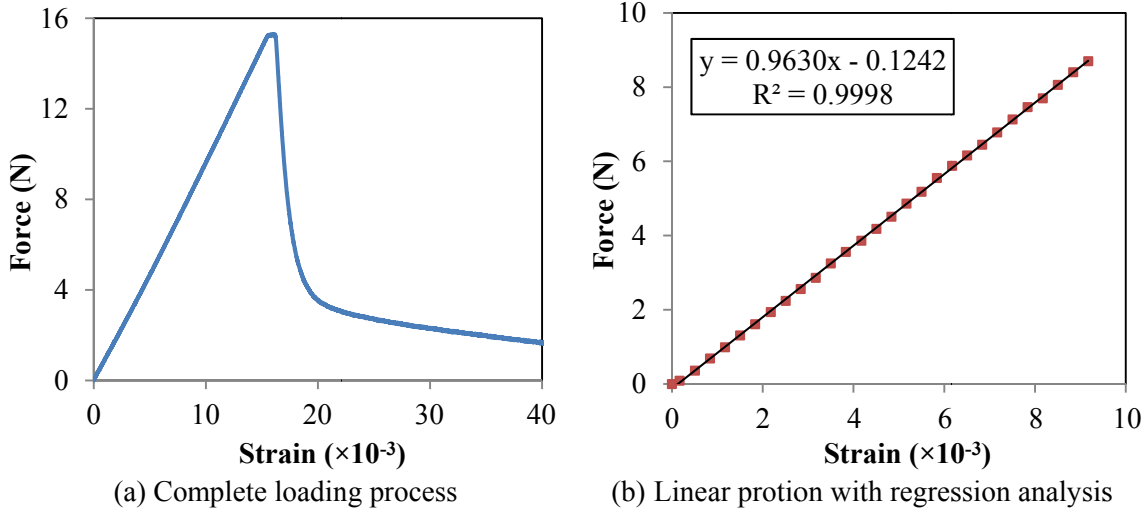 16
12
8
4
0
Force (N)
0 10 20 30 40
Strain (×10⁻³)
(a) Complete loading process
10
8
6
4
2
0
Force (N)
y = 0.9630x - 0.1242
R² = 0.9998
0 2 4 6 8 10
Strain (×10⁻³)
(b) Linear protion with regression analysis